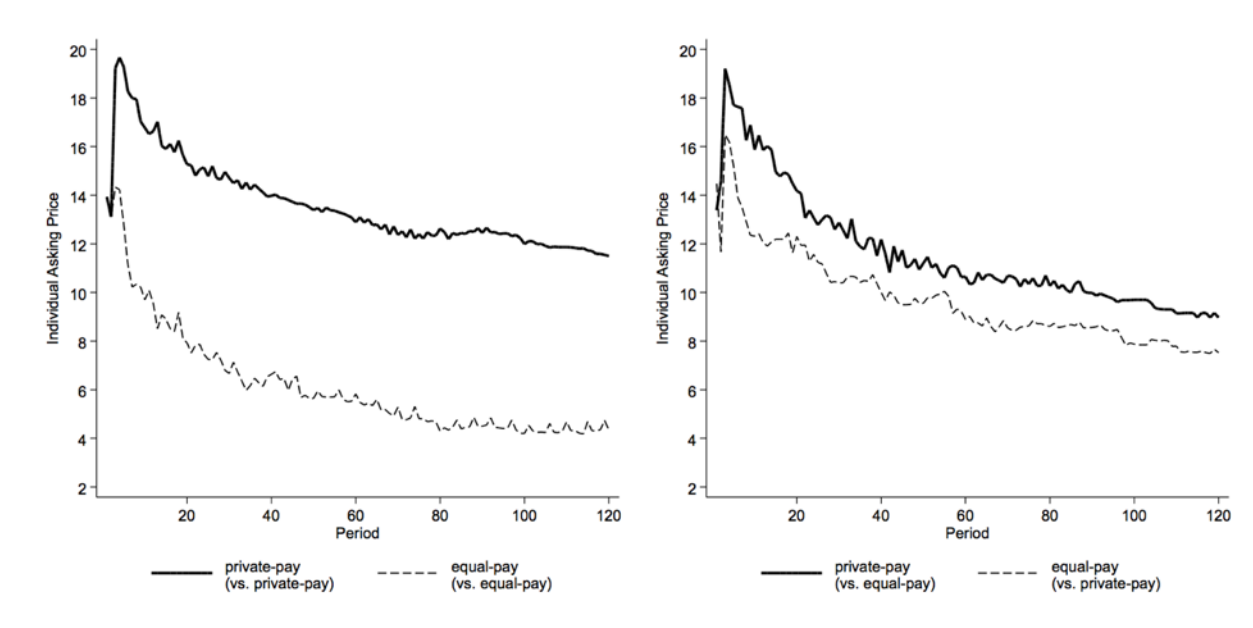 20
18
16
14
12
10
8
6
4
2
Individual Asking Price
20 40 60 80 100 120
Period
private-pay
(vs. private-pay)
equal-pay
(vs. equal-pay)
20
18
16
14
12
10
8
6
4
2
Individual Asking Price
20 40 60 80 100 120
Period
private-pay
(vs. equal-pay)
equal-pay
(vs. private-pay)